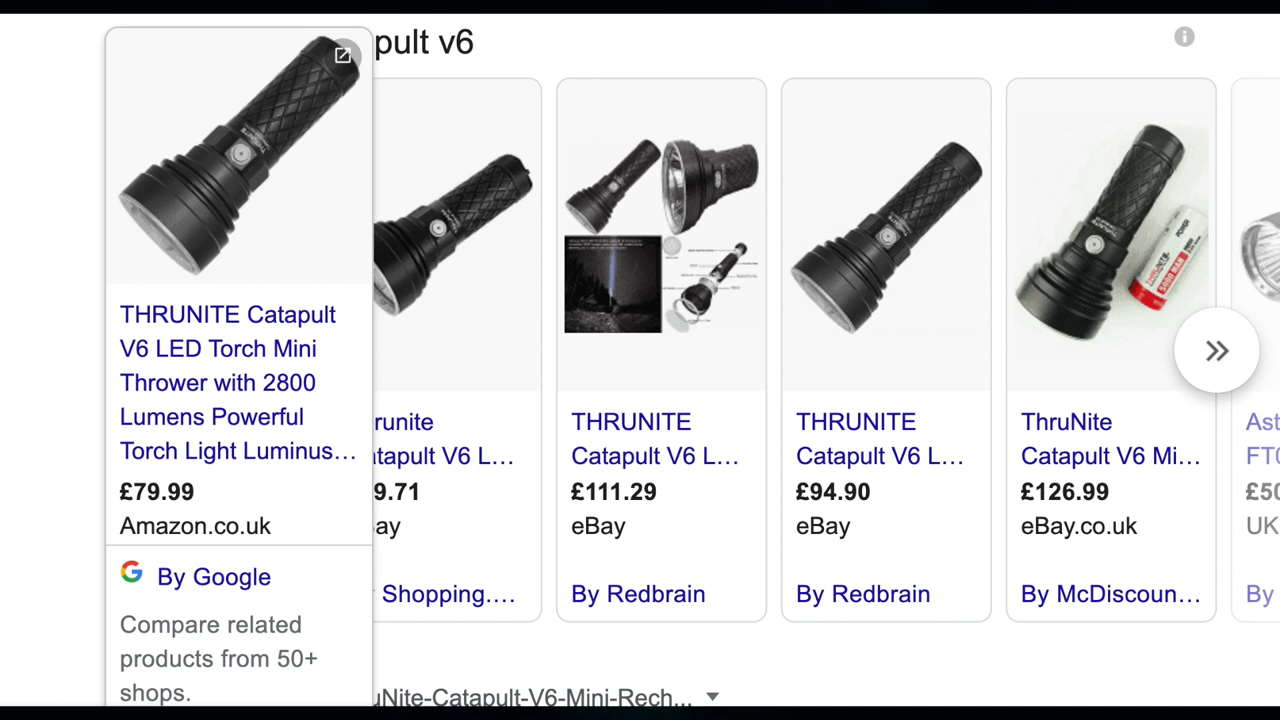 pult v6
THRUNITE Catapult
V6 LED Torch Mini
Thrower with 2800
Lumens Powerful
Torch Light Luminus...
£79.99
Amazon.co.uk
By Google
Compare related
products from 50+
shops.
runite
tapult V6 L...
9.71
ay
Shopping....
THRUNITE
Catapult V6 L...
£111.29
eBay
By Redbrain
THRUNITE
Catapult V6 L...
£94.90
eBay
By Redbrain
ThruNite
Catapult V6 Mi...
£126.99
eBay.co.uk
By McDiscoun...
Ast
£50
UK
By
uNite-Catapult-V6-Mini-Rech...